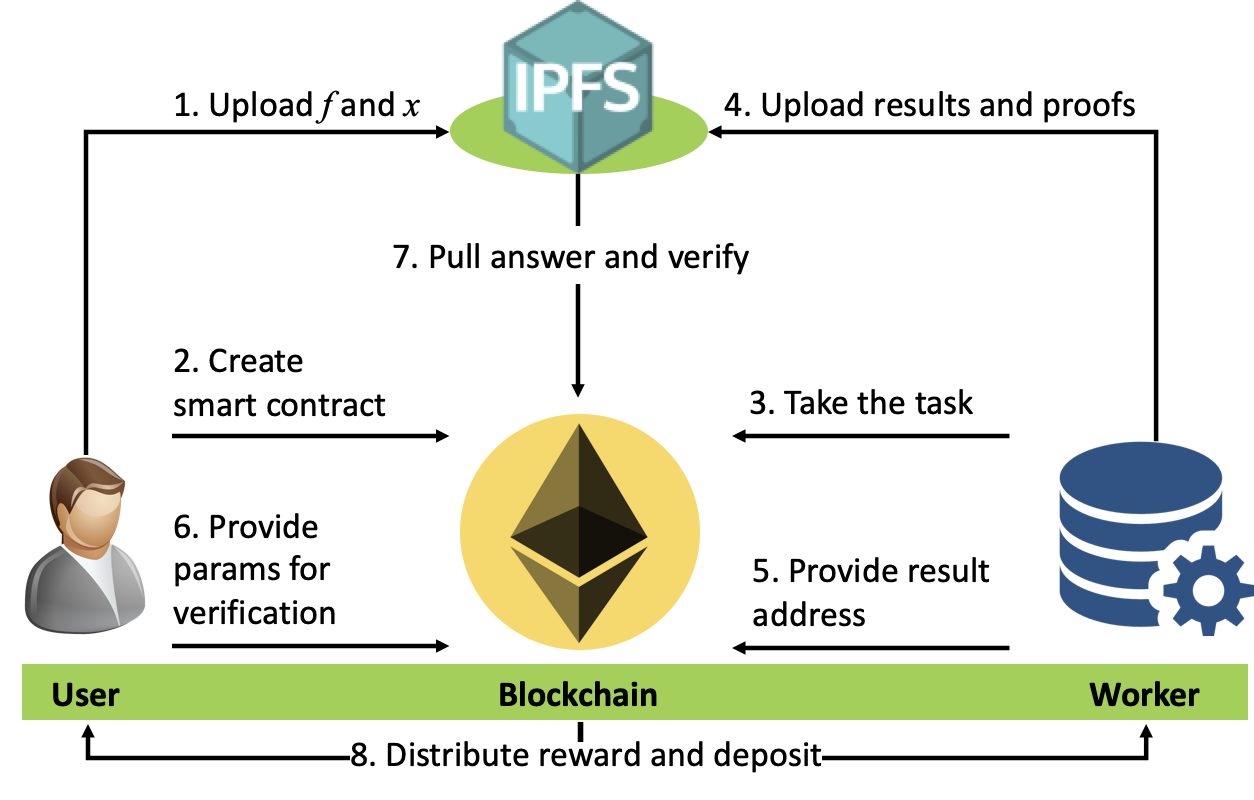 IPFS
1. Upload f and x
4. Upload results and proofs
7. Pull answer and verify
2. Create
smart contract
3. Take the task
6. Provide
params for
verification
5. Provide result
address
User
Blockchain
Worker
8. Distribute reward and deposit